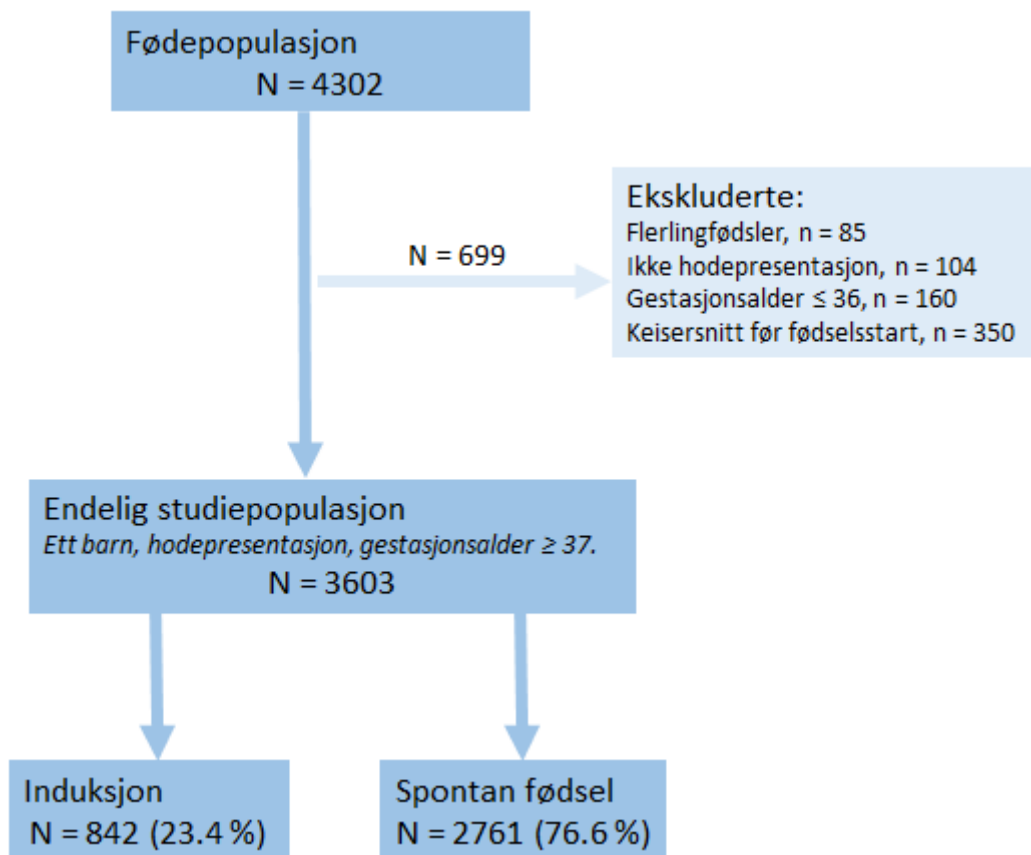 Fødepopulasjon
N = 4302
N = 699
Ekskluderte:
Flerlingfødsler, n = 85
Ikke hodepresentasjon, n = 104
Gestasjonsalder ≤ 36, n = 160
Keisersnitt før fødselsstart, n = 350
Endelig studiepopulasjon
Ett barn, hodepresentasjon, gestasjonsalder ≥ 37.
N = 3603
Induksjon
N = 842 (23.4 %)
Spontan fødsel
N = 2761 (76.6 %)